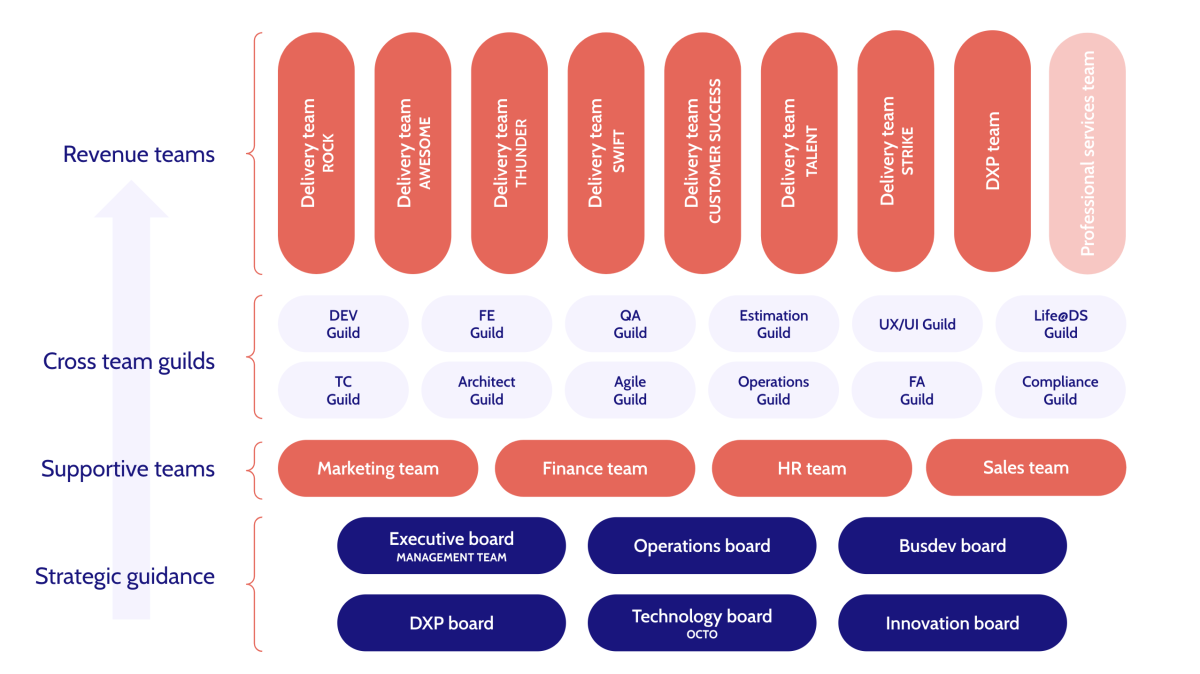 Revenue teams
Delivery team
ROCK
Delivery team
AWESOME
Delivery team
THUNDER
Delivery team
SWIFT
Delivery team
CUSTOMER SUCCESS
Delivery team
TALENT
Delivery team
STRIKE
DXP team
Professional services team
Cross team guilds
DEV
Guild
FE
Guild
QA
Guild
Estimation
Guild
UX/UI Guild
Life@DS
Guild
TC
Guild
Architect
Guild
Agile
Guild
Operations
Guild
FA
Guild
Compliance
Guild
Supportive teams
Marketing team
Finance team
HR team
Sales team
Strategic guidance
Executive board
MANAGEMENT TEAM
Operations board
Busdev board
DXP board
Technology board
OCTO
Innovation board